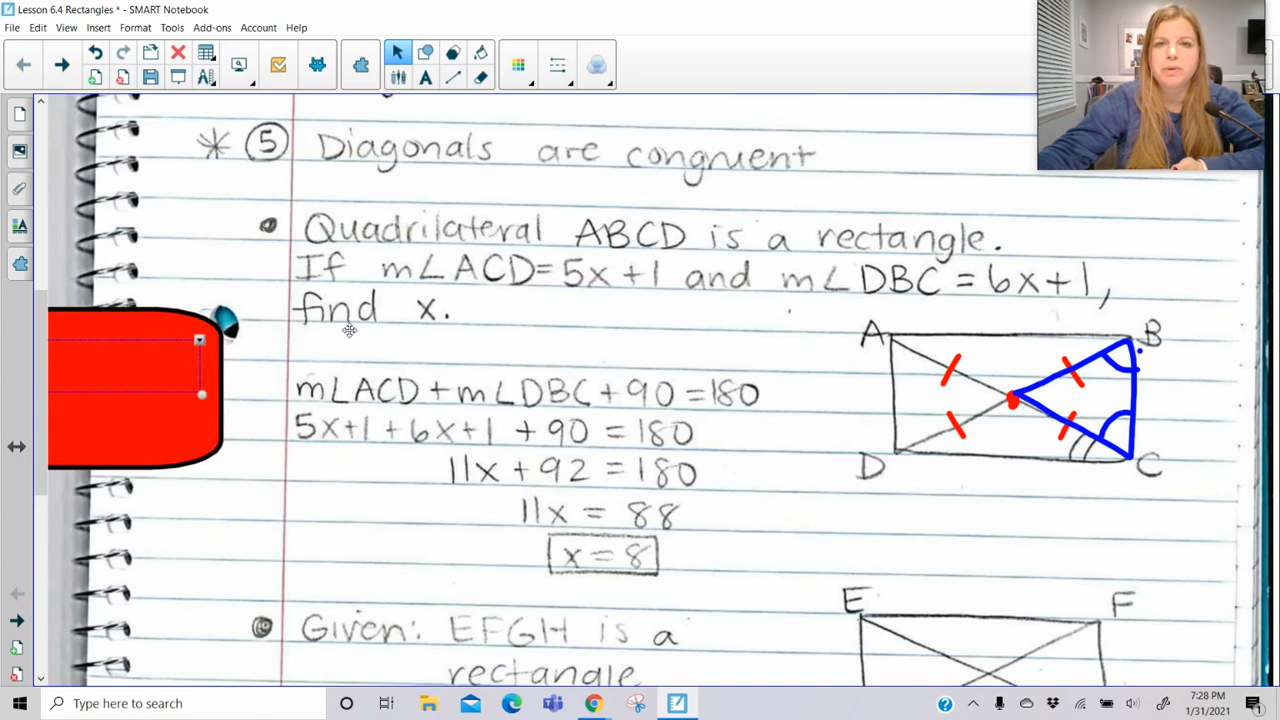 Lesson 6.4 Rectangles * - SMART Notebook
File Edit View Insert Format Tools Add-ons Account Help
* 5 Diagonals are congruent
Quadrilateral ABCD is a rectangle.
If m∠ACD=5x+1 and m∠DBC=6x+1,
find x.
A B
m∠ACD+m∠DBC+90=180
5x+1+6x+1+90=180
D C
11x+92=180
11x=88
x=8
E F
Given: EFGH is a
rectangle
Type here to search
7:28 PM
1/31/2021
1